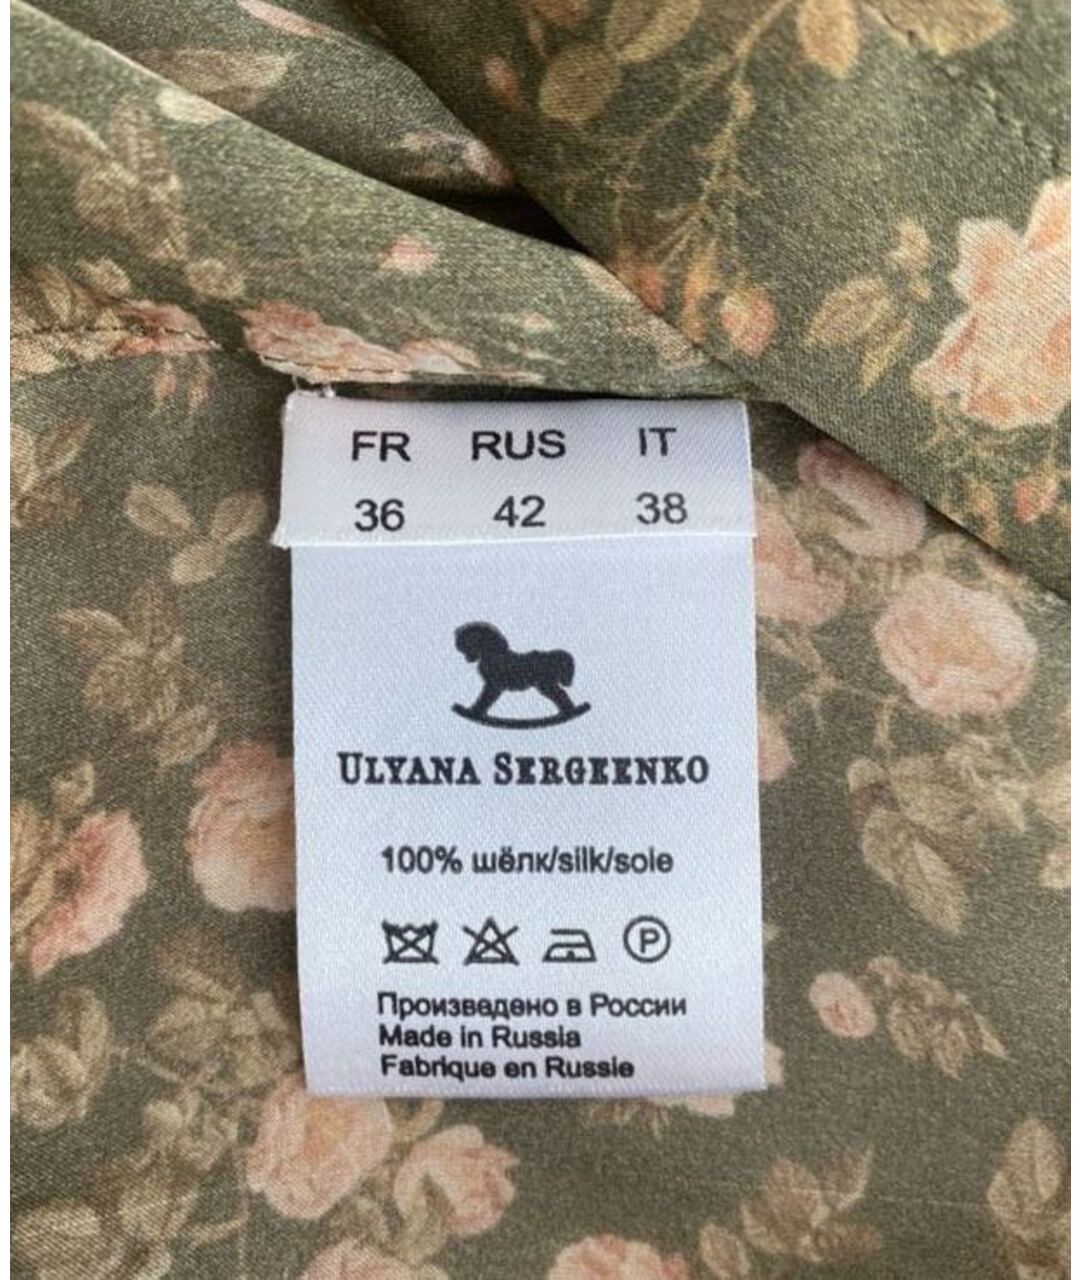 FR RUS IT
36 42 38
ULYANA SERGEENKO
100% шёлк/silk/soie
P
Произведено в России
Made in Russia
Fabrique en Russie